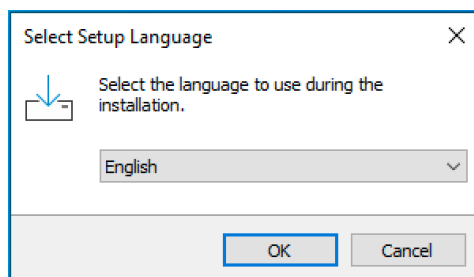 Select Setup Language
Select the language to use during the
installation.
English
OK
Cancel